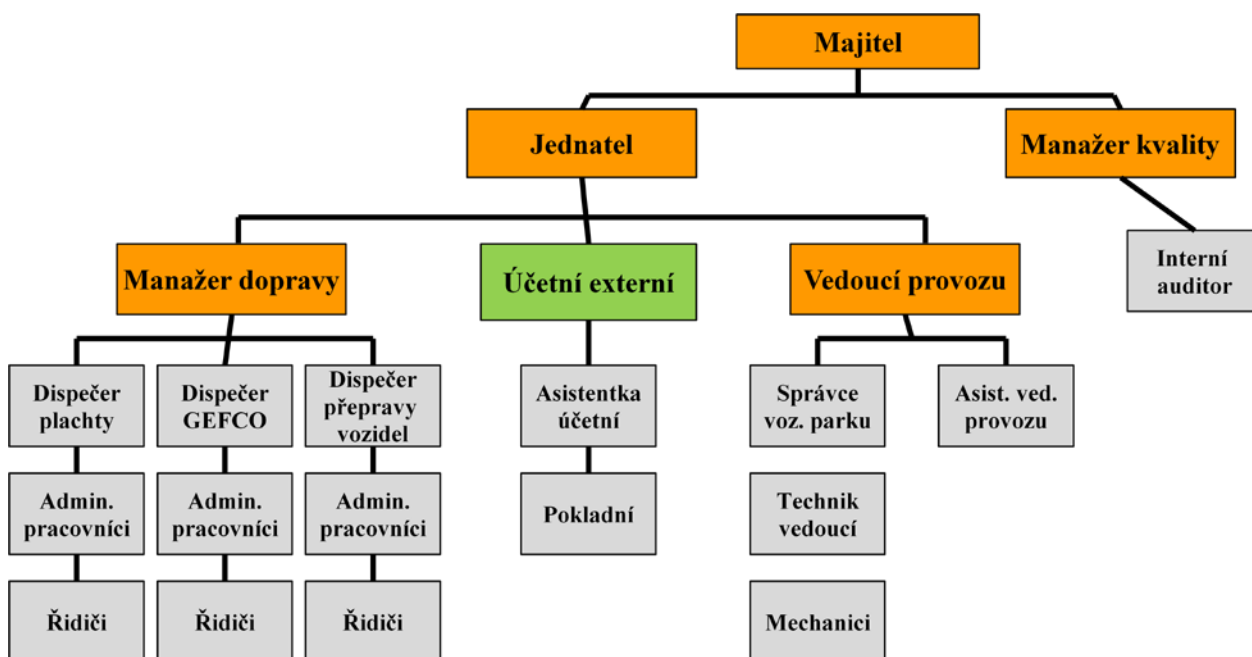 Majitel
Jednatel
Manažer kvality
Manažer dopravy
Účetní externí
Vedoucí provozu
Interní
auditor
Dispečer
plachty
Dispečer
GEFCO
Dispečer
přepravy
vozidel
Asistentka
účetní
Správce
voz. parku
Asist. ved.
provozu
Admin.
pracovníci
Admin.
pracovníci
Admin.
pracovníci
Pokladní
Technik
vedoucí
Řidiči
Řidiči
Řidiči
Mechanici